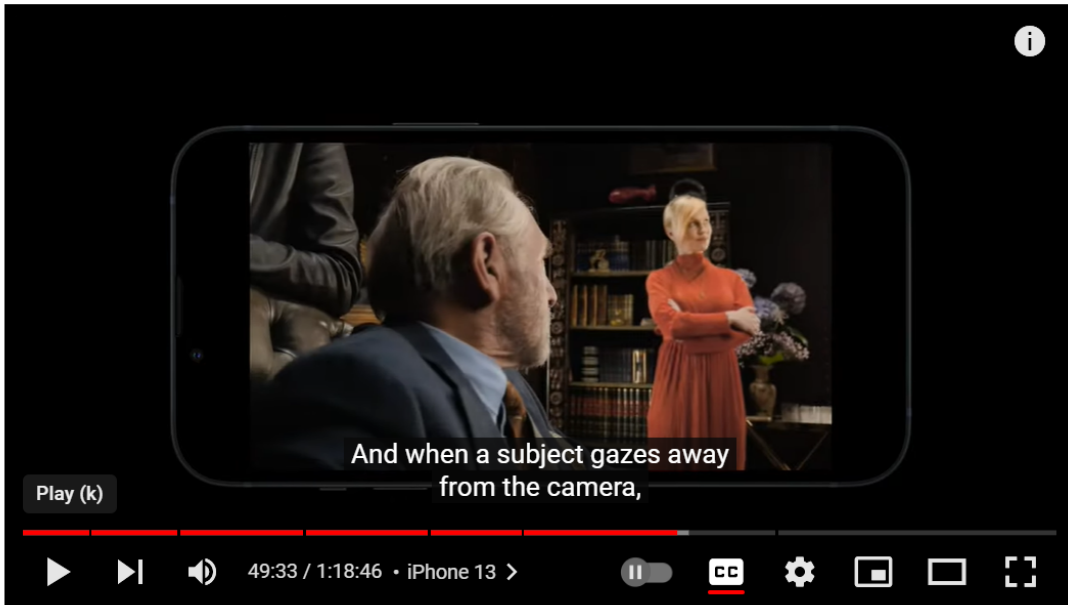 And when a subject gazes away
from the camera,
Play (k)
49:33 / 1:18:46 • iPhone 13
CC